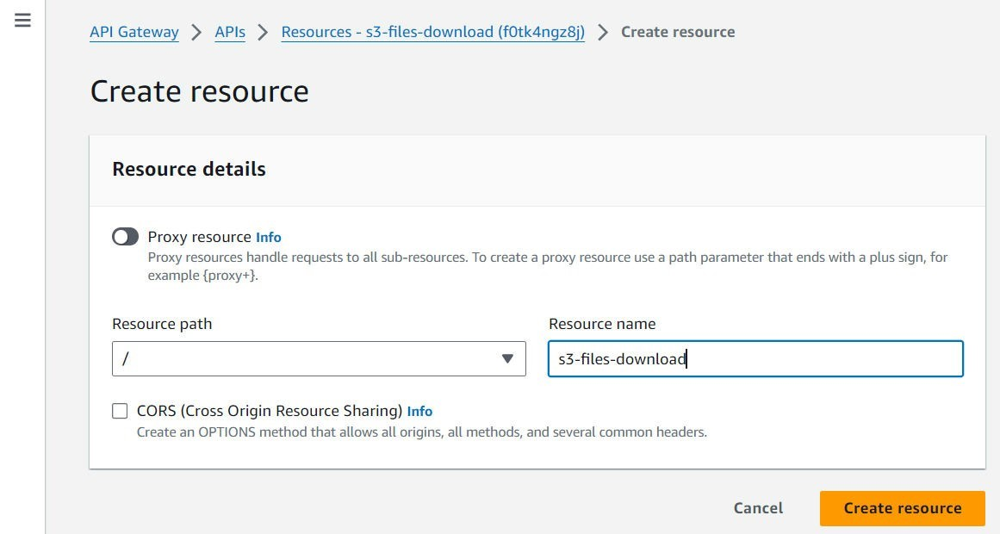 API Gateway > APIs > Resources - s3-files-download (f0tk4ngz8j) > Create resource
Create resource
Resource details
Proxy resource Info
Proxy resources handle requests to all sub-resources. To create a proxy resource use a path parameter that ends with a plus sign, for
example {proxy+}.
Resource path
/
Resource name
s3-files-download
CORS (Cross Origin Resource Sharing) Info
Create an OPTIONS method that allows all origins, all methods, and several common headers.
Cancel
Create resource